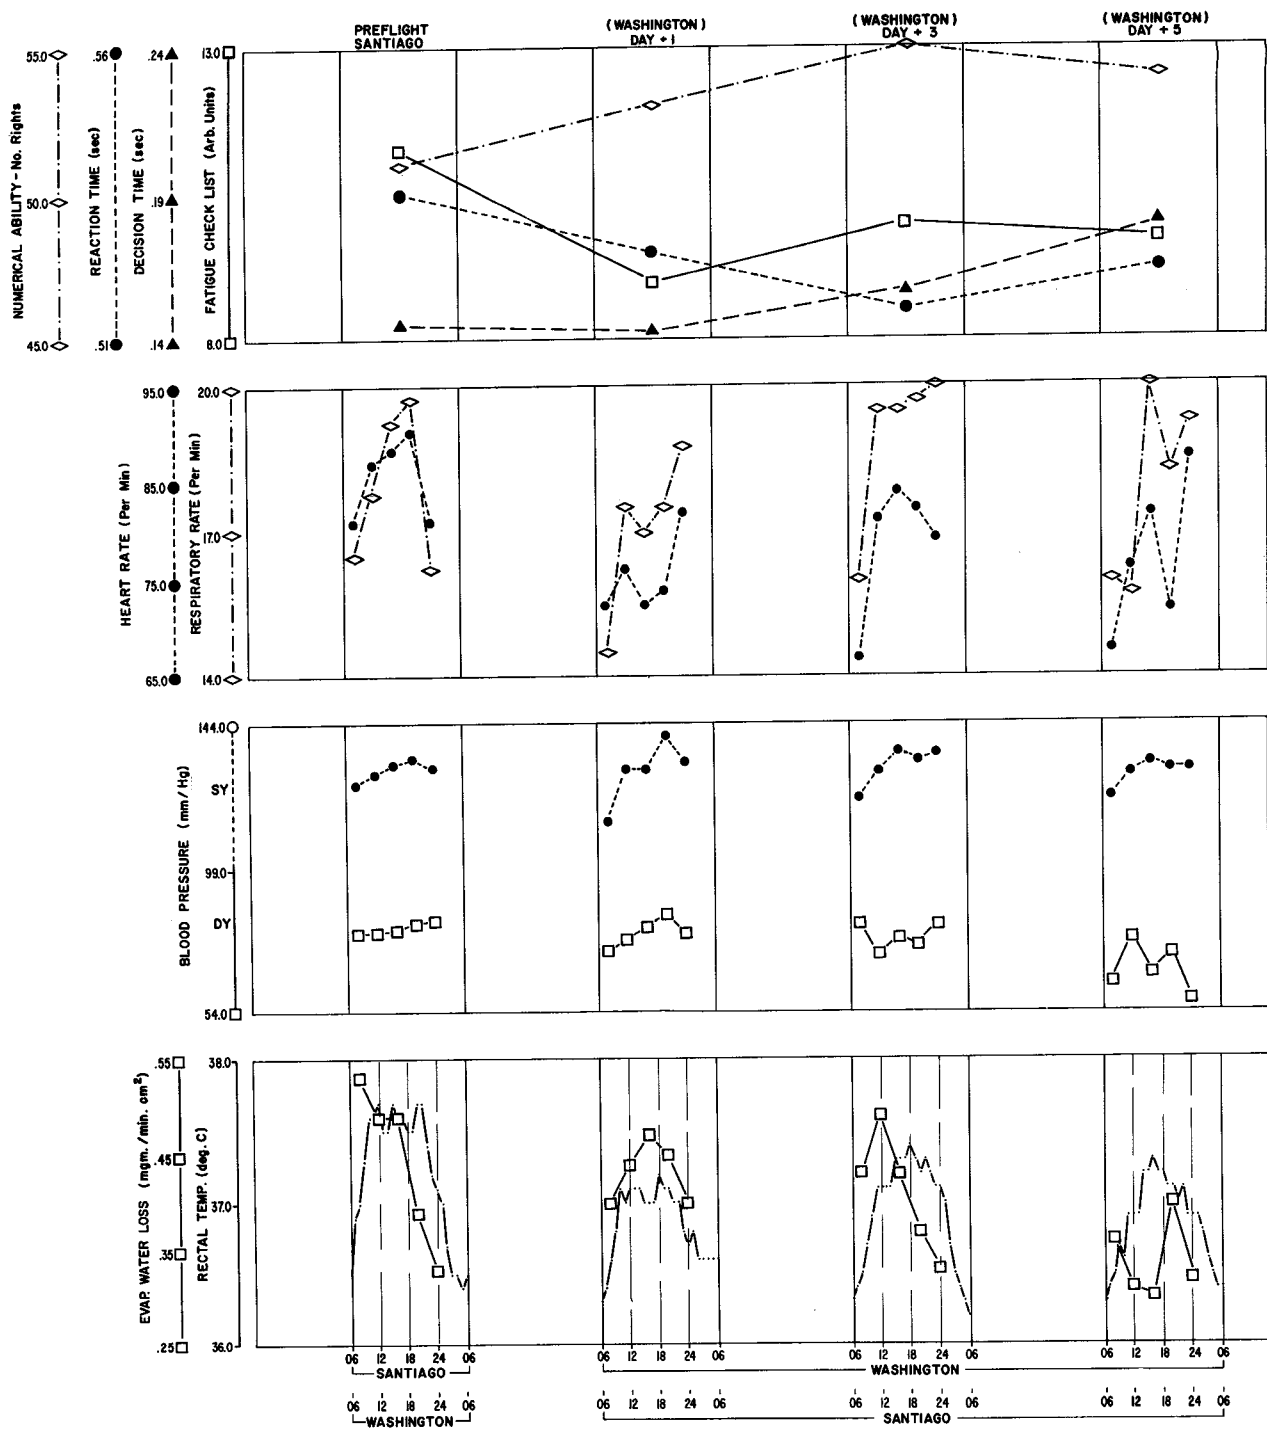 PREFLIGHT
SANTIAGO
(WASHINGTON)
DAY + 1
(WASHINGTON)
DAY + 3
(WASHINGTON)
DAY + 5
NUMERICAL ABILITY - No. Rights
55.0
50.0
45.0
REACTION TIME (sec)
.56
.51
DECISION TIME (sec)
.24
.19
.14
FATIGUE CHECK LIST (Arb. Units)
13.0
8.0
HEART RATE (Per Min)
95.0
85.0
75.0
65.0
RESPIRATORY RATE (Per Min)
20.0
17.0
14.0
BLOOD PRESSURE (mm/Hg)
144.0
SY
99.0
DY
54.0
EVAP. WATER LOSS (mgm./min. cm²)
.55
.45
.35
.25
RECTAL TEMP. (deg. C)
38.0
37.0
36.0
06 12 18 24 06 06 12 18 24 06 06 12 18 24 06 06 12 18 24 06
SANTIAGO WASHINGTON
06 12 18 24 06 06 12 18 24 06 06 12 18 24 06 06 12 18 24 06
WASHINGTON SANTIAGO